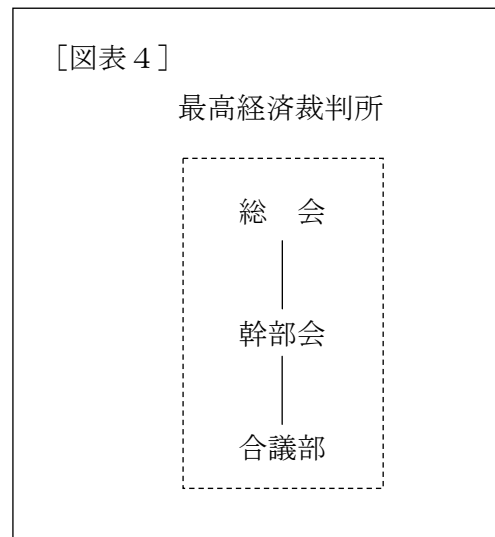 ［図表４］
最高経済裁判所
総　会
幹部会
合議部